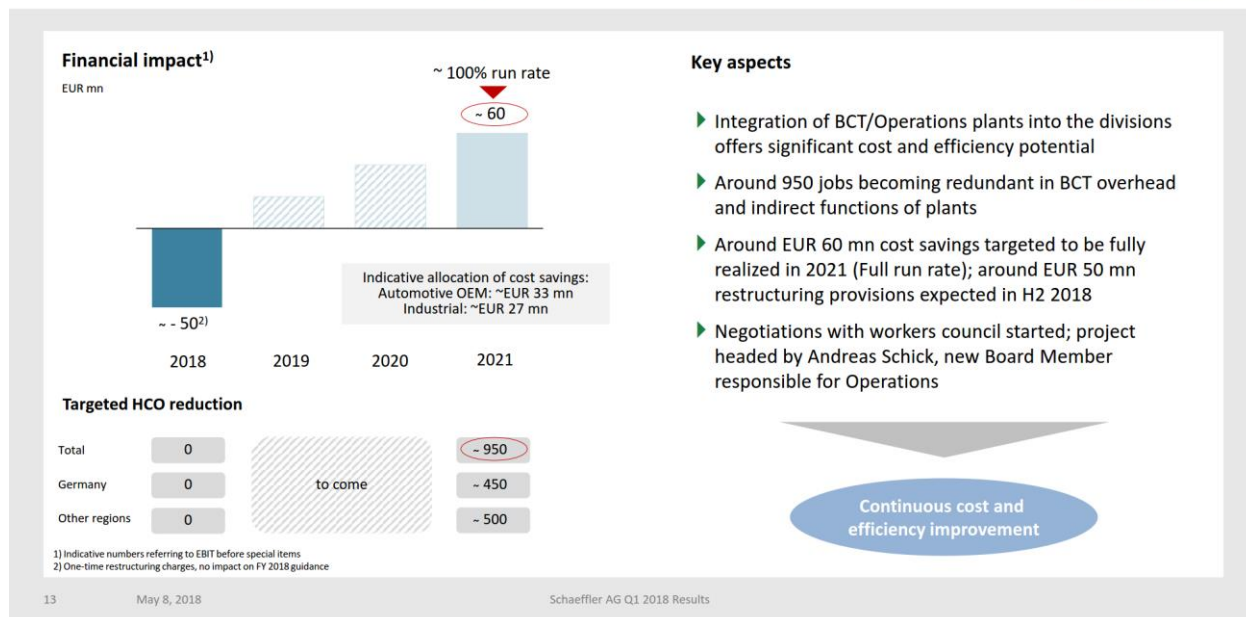 Financial impact1)
EUR mn
~ 100% run rate
~ 60
Indicative allocation of cost savings:
Automotive OEM: ~EUR 33 mn
Industrial: ~EUR 27 mn
~ - 502)
2018 2019 2020 2021
Targeted HCO reduction
Total 0 ~ 950
Germany 0 to come ~ 450
Other regions 0 ~ 500
1) Indicative numbers referring to EBIT before special items
2) One-time restructuring charges, no impact on FY 2018 guidance
Key aspects
Integration of BCT/Operations plants into the divisions
offers significant cost and efficiency potential
Around 950 jobs becoming redundant in BCT overhead
and indirect functions of plants
Around EUR 60 mn cost savings targeted to be fully
realized in 2021 (Full run rate); around EUR 50 mn
restructuring provisions expected in H2 2018
Negotiations with workers council started; project
headed by Andreas Schick, new Board Member
responsible for Operations
Continuous cost and
efficiency improvement
13 May 8, 2018 Schaeffler AG Q1 2018 Results